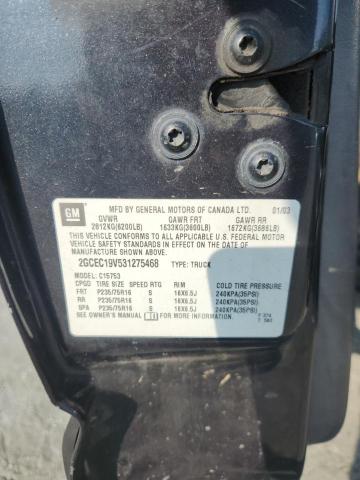 GM
MFD BY GENERAL MOTORS OF CANADA LTD. 01/03
GVWR GAWR FRT GAWR RR
2812KG(6200LB) 1633KG(3600LB) 1672KG(3686LB)
THIS VEHICLE CONFORMS TO ALL APPLICABLE U.S. FEDERAL MOTOR
VEHICLE SAFETY STANDARDS IN EFFECT ON THE DATE OF
MANUFACTURE SHOWN ABOVE.
2GCEC19V531275468 TYPE: TRUCK
MODEL: C15753
CPGD TIRE SIZE SPEED RTG RIM COLD TIRE PRESSURE
FRT P235/75R16 S 16X6.5J 240KPA(35PSI)
RR P235/75R16 S 16X6.5J 240KPA(35PSI)
SPA P235/75R16 S 16X6.5J 240KPA(35PSI)
SEE OWNER'S MANUAL FOR MORE INFORMATION.